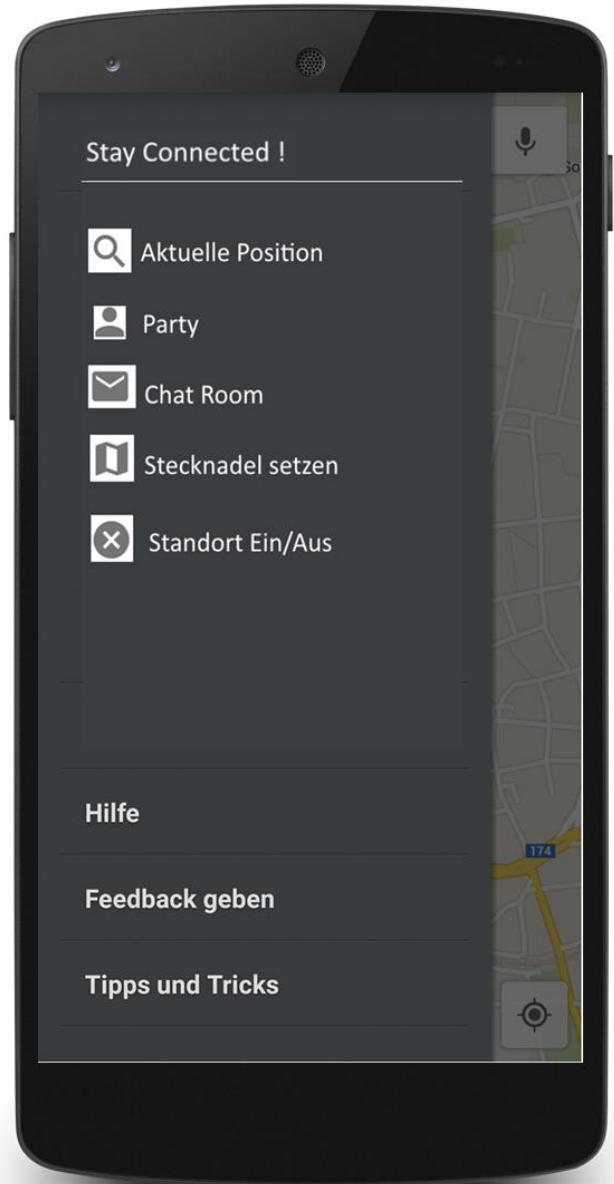 Stay Connected !
So
Aktuelle Position
Party
Chat Room
Stecknadel setzen
Standort Ein/Aus
Hilfe
174
Feedback geben
Tipps und Tricks